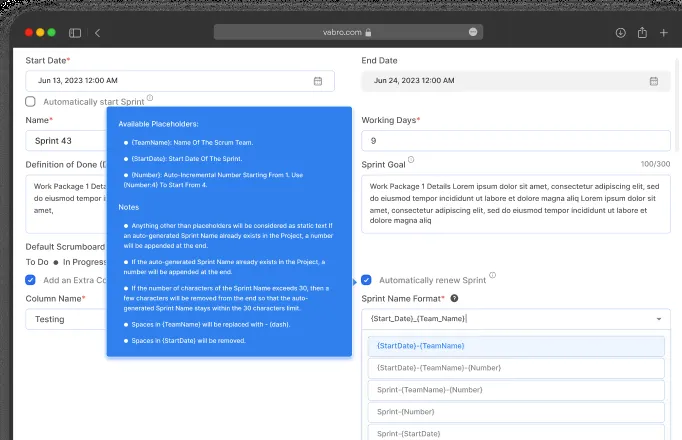 vabro.com
Start Date*
End Date
Jun 13, 2023 12:00 AM
Jun 24, 2023 12:00 AM
Automatically start Sprint
Name*
Working Days*
Sprint 43
9
Definition of Done (D
Sprint Goal
100/300
Work Package 1 Deta
do eiusmod tempor i
amet,
Work Package 1 Details Lorem ipsum dolor sit amet, consectetur adipiscing elit, sed
do eiusmod tempor incididunt ut labore et dolore magna aliq Lorem ipsum dolor sit
amet, consectetur adipiscing elit, sed do eiusmod tempor incididunt ut labore et
dolore magna aliq
Default Scrumboard
To Do • In Progress
Add an Extra Co
Automatically renew Sprint
Column Name*
Sprint Name Format*
Testing
{Start_Date}_{Team_Name}
{StartDate}-{TeamName}
{StartDate}-{TeamName}-{Number}
Sprint-{TeamName}-{Number}
Sprint-{Number}
Sprint-{StartDate}
Available Placeholders:
• {TeamName}: Name Of The Scrum Team.
• {StartDate}: Start Date Of The Sprint.
• {Number}: Auto-Incremental Number Starting From 1. Use
{Number:4} To Start From 4.
Notes
• Anything other than placeholders will be considered as static text If
an auto-generated Sprint Name already exists in the Project, a number
will be appended at the end.
• If the auto-generated Sprint Name already exists in the Project, a
number will be appended at the end.
• If the number of characters of the Sprint Name exceeds 30, then a
few characters will be removed from the end so that the auto-
generated Sprint Name stays within the 30 characters limit.
• Spaces in {TeamName} will be replaced with - (dash).
• Spaces in {StartDate} will be removed.